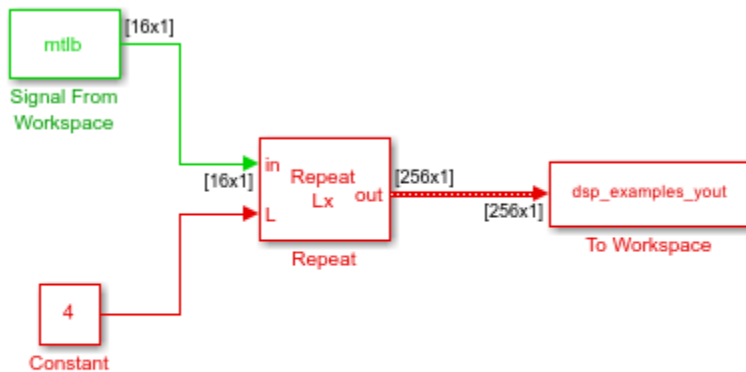 mtlb
[16x1]
Signal From
Workspace
[16x1]
in
L
Repeat
Lx
out
Repeat
[256x1]
[256x1]
dsp_examples_yout
To Workspace
4
Constant